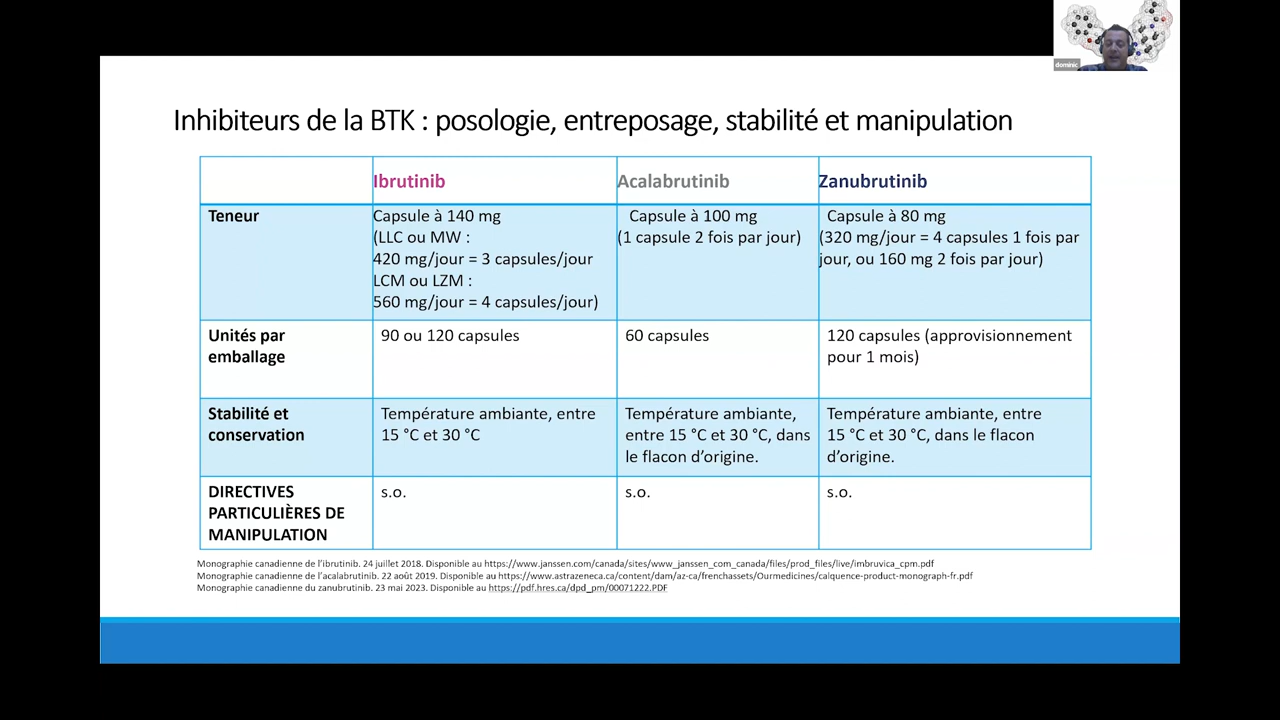 dominic
Inhibiteurs de la BTK : posologie, entreposage, stabilité et manipulation
Ibrutinib
Acalabrutinib
Zanubrutinib
Teneur
Capsule à 140 mg
(LLC ou MW :
420 mg/jour = 3 capsules/jour
LCM ou LZM :
560 mg/jour = 4 capsules/jour)
Capsule à 100 mg
(1 capsule 2 fois par jour)
Capsule à 80 mg
(320 mg/jour = 4 capsules 1 fois par
jour, ou 160 mg 2 fois par jour)
Unités par
emballage
90 ou 120 capsules
60 capsules
120 capsules (approvisionnement
pour 1 mois)
Stabilité et
conservation
Température ambiante, entre
15 °C et 30 °C
Température ambiante,
entre 15 °C et 30 °C, dans
le flacon d’origine.
Température ambiante, entre
15 °C et 30 °C, dans le flacon
d’origine.
DIRECTIVES
PARTICULIÈRES DE
MANIPULATION
s.o.
s.o.
s.o.
Monographie canadienne de l’ibrutinib. 24 juillet 2018. Disponible au https://www.janssen.com/canada/sites/www_janssen_com_canada/files/prod_files/live/imbruvica_cpm.pdf
Monographie canadienne de l’acalabrutinib. 22 août 2019. Disponible au https://www.astrazeneca.ca/content/dam/az-ca/frenchassets/Ourmedicines/calquence-product-monograph-fr.pdf
Monographie canadienne du zanubrutinib. 23 mai 2023. Disponible au https://pdf.hres.ca/dpd_pm/00071222.PDF